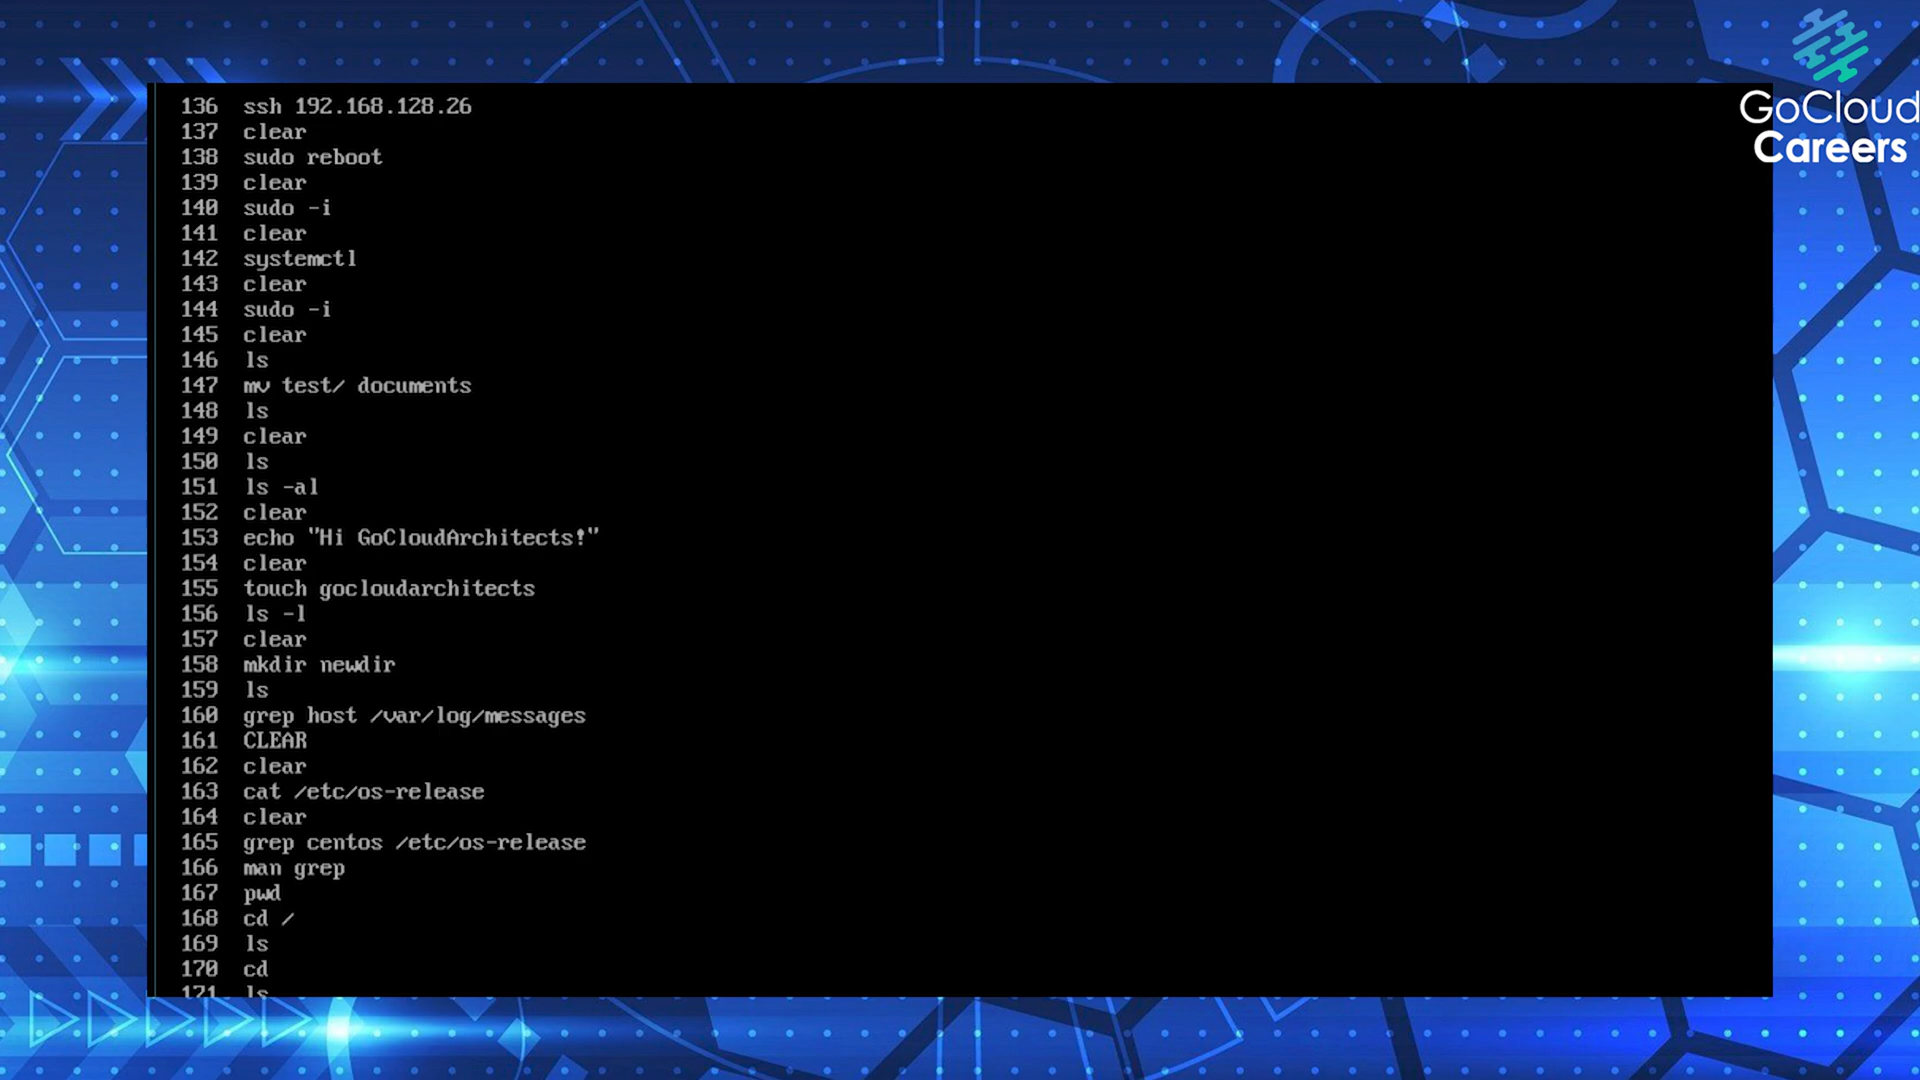 136 ssh 192.168.128.26
137 clear
138 sudo reboot
139 clear
140 sudo -i
141 clear
142 systemctl
143 clear
144 sudo -i
145 clear
146 ls
147 mv test/ documents
148 ls
149 clear
150 ls
151 ls -al
152 clear
153 echo "Hi GoCloudArchitects!"
154 clear
155 touch gocloudarchitects
156 ls -l
157 clear
158 mkdir newdir
159 ls
160 grep host /var/log/messages
161 CLEAR
162 clear
163 cat /etc/os-release
164 clear
165 grep centos /etc/os-release
166 man grep
167 pwd
168 cd /
169 ls
170 cd
171 ls
GoCloud
Careers